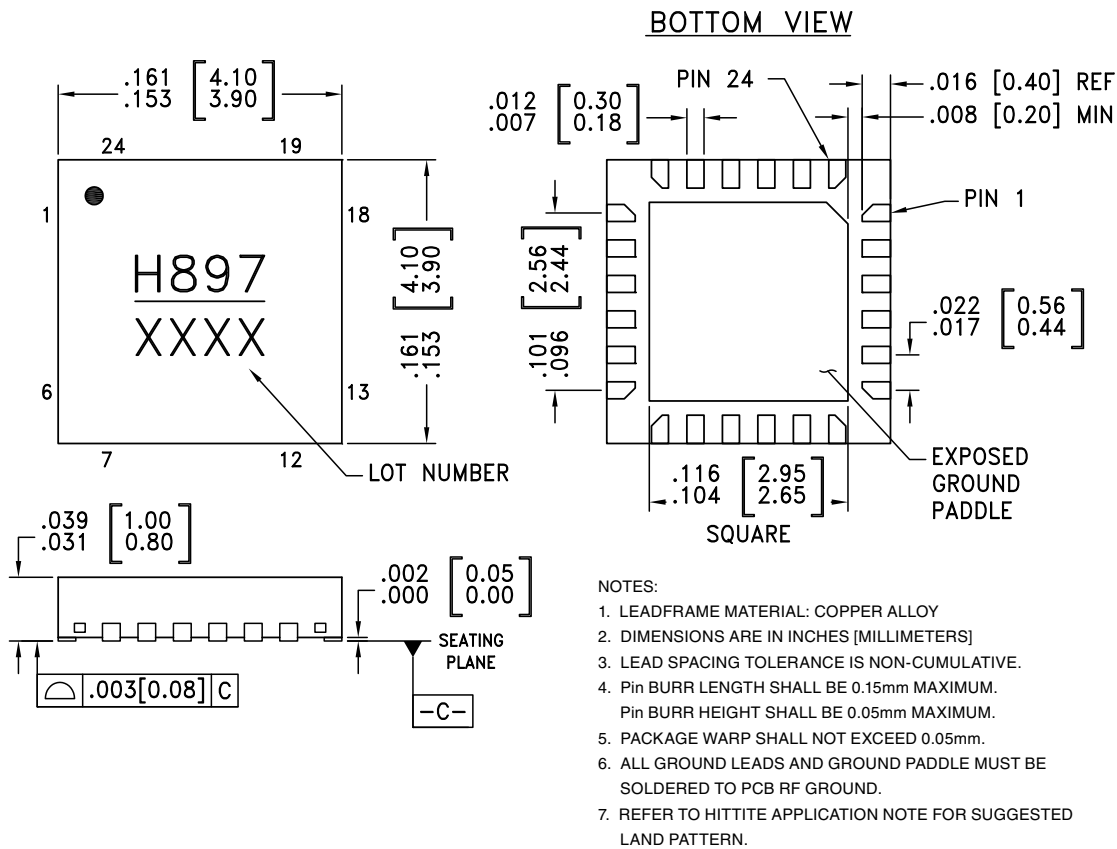 BOTTOM VIEW
.161 [4.10]
.153 [3.90]
24 19
1 18
H897
XXXX
6 13
7 12
LOT NUMBER
.161 [4.10]
.153 [3.90]
PIN 24
.012 [0.30]
.007 [0.18]
.016 [0.40] REF
.008 [0.20] MIN
PIN 1
.101 [2.56]
.096 [2.44]
.022 [0.56]
.017 [0.44]
.116 [2.95]
.104 [2.65]
SQUARE
EXPOSED
GROUND
PADDLE
.039 [1.00]
.031 [0.80]
.002 [0.05]
.000 [0.00]
SEATING
PLANE
.003[0.08] C
-C-
NOTES:
1. LEADFRAME MATERIAL: COPPER ALLOY
2. DIMENSIONS ARE IN INCHES [MILLIMETERS]
3. LEAD SPACING TOLERANCE IS NON-CUMULATIVE.
4. Pin BURR LENGTH SHALL BE 0.15mm MAXIMUM.
Pin BURR HEIGHT SHALL BE 0.05mm MAXIMUM.
5. PACKAGE WARP SHALL NOT EXCEED 0.05mm.
6. ALL GROUND LEADS AND GROUND PADDLE MUST BE
SOLDERED TO PCB RF GROUND.
7. REFER TO HITTITE APPLICATION NOTE FOR SUGGESTED
LAND PATTERN.